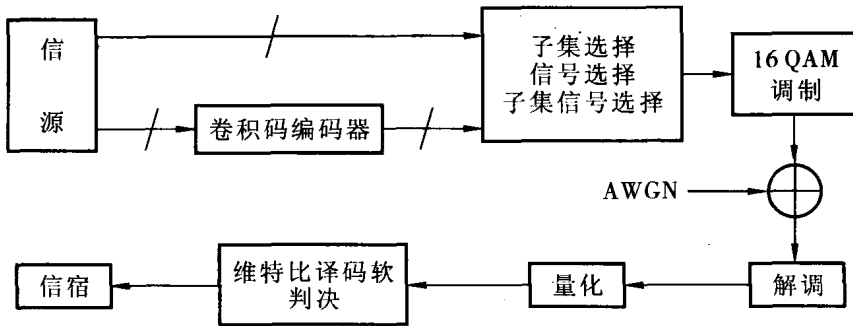 信源
子集选择
信号选择
子集信号选择
16QAM
调制
卷积码编码器
AWGN
信宿
维特比译码软
判决
量化
解调